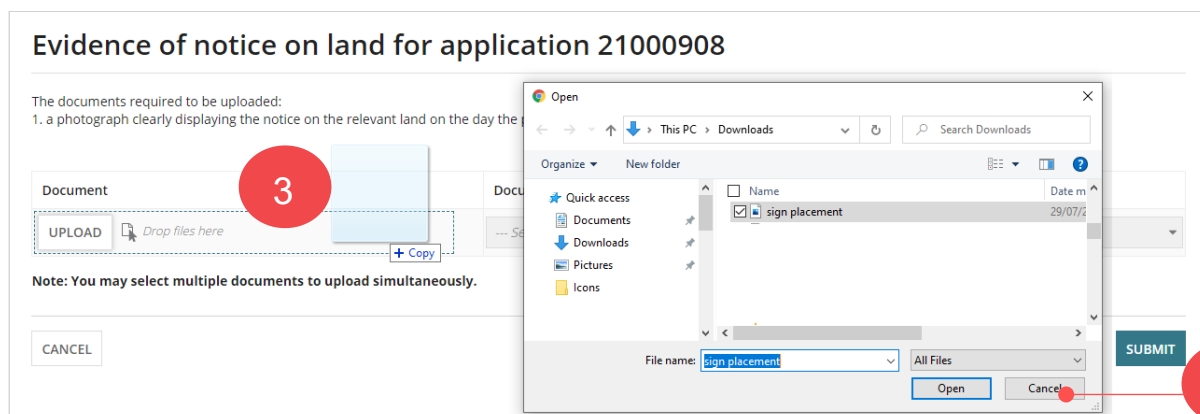 Evidence of notice on land for application 21000908
The documents required to be uploaded:
1. a photograph clearly displaying the notice on the relevant land on the day the
Document
Docu
3
UPLOAD
Drop files here
--- Se
+ Copy
Note: You may select multiple documents to upload simultaneously.
CANCEL
SUBMIT
Open
This PC > Downloads
Search Downloads
Organize
New folder
Quick access
Documents
Downloads
Pictures
Icons
Name
Date m
sign placement
29/07/2
File name:
sign placement
All Files
Open
Cancel